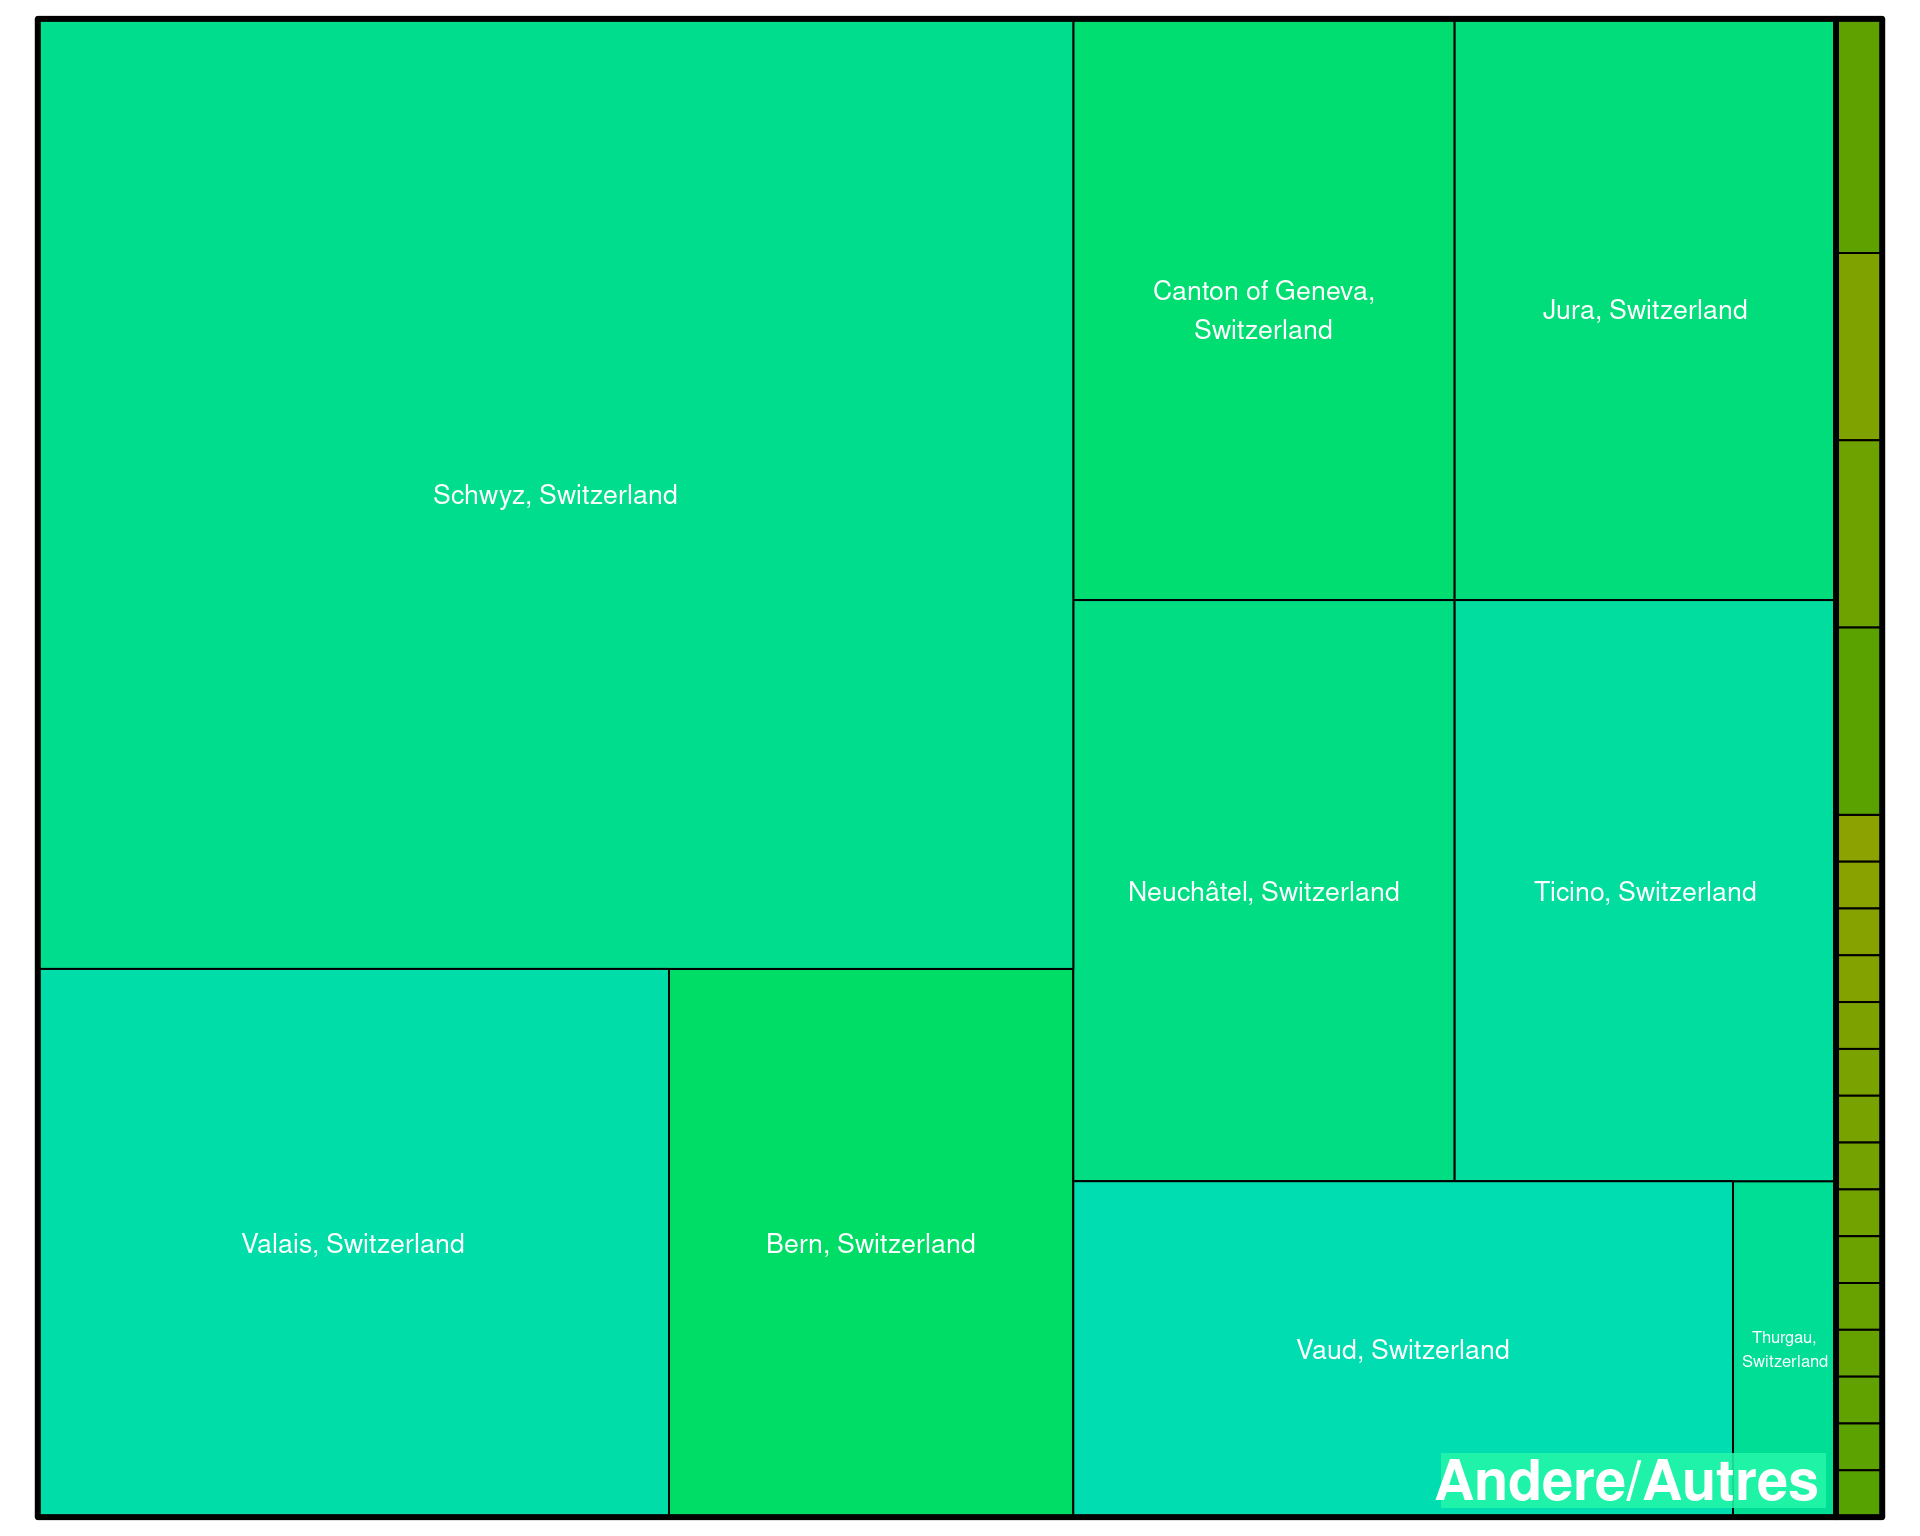 Canton of Geneva,
Switzerland
Jura, Switzerland
Schwyz, Switzerland
Neuchâtel, Switzerland
Ticino, Switzerland
Valais, Switzerland
Bern, Switzerland
Vaud, Switzerland
Thurgau,
Switzerland
Andere/Autres